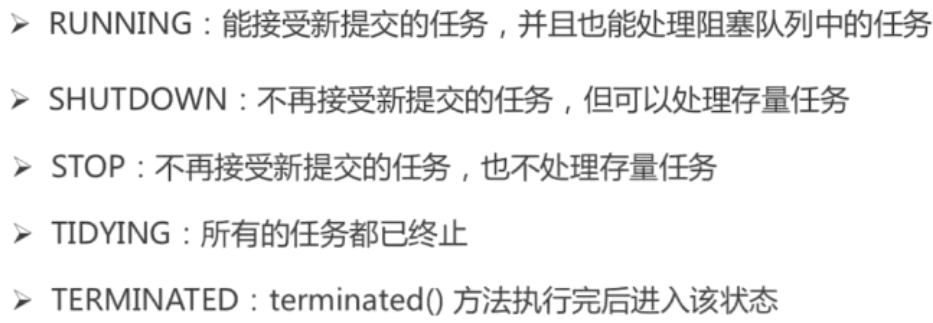 ➢ RUNNING：能接受新提交的任务，并且也能处理阻塞队列中的任务
➢ SHUTDOWN：不再接受新提交的任务，但可以处理存量任务
➢ STOP：不再接受新提交的任务，也不处理存量任务
➢ TIDYING：所有的任务都已终止
➢ TERMINATED：terminated() 方法执行完后进入该状态